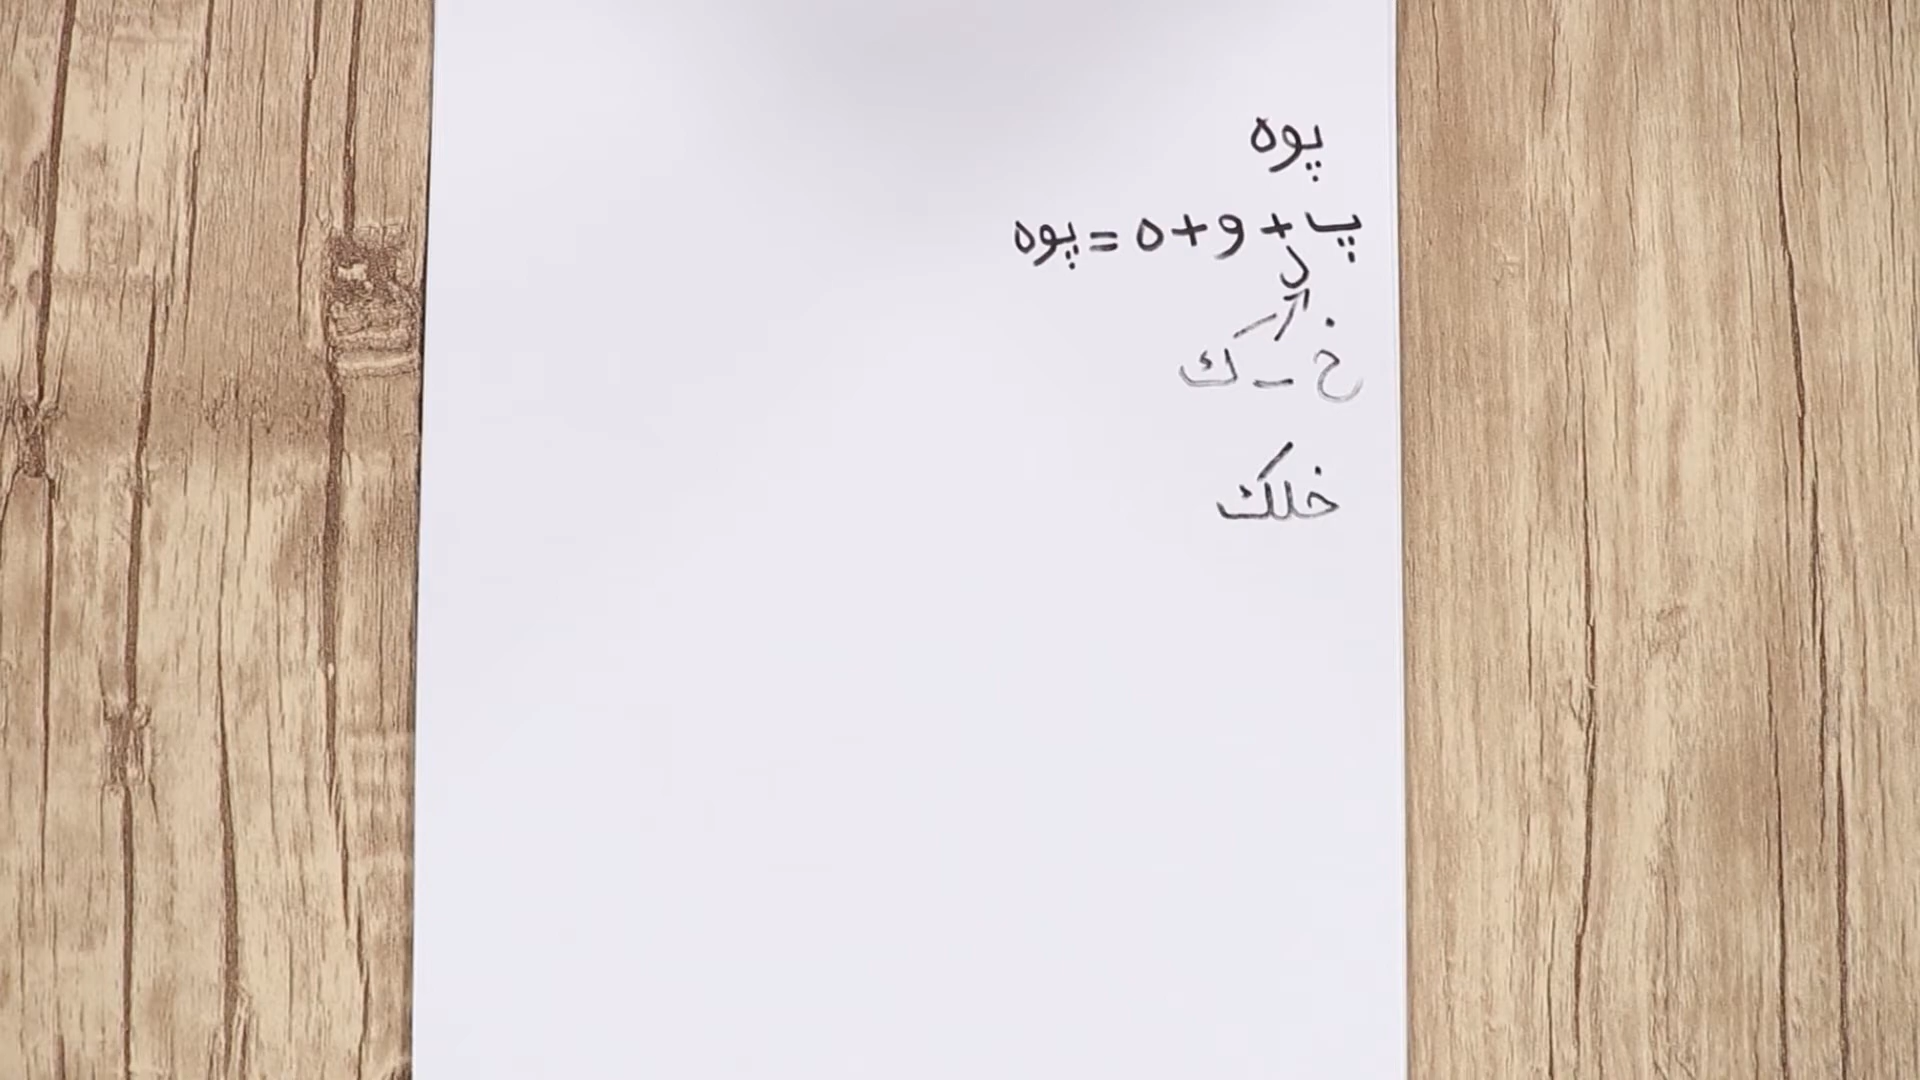 پوه
پ + و + ه = پوه
خ ـ ک
خلک